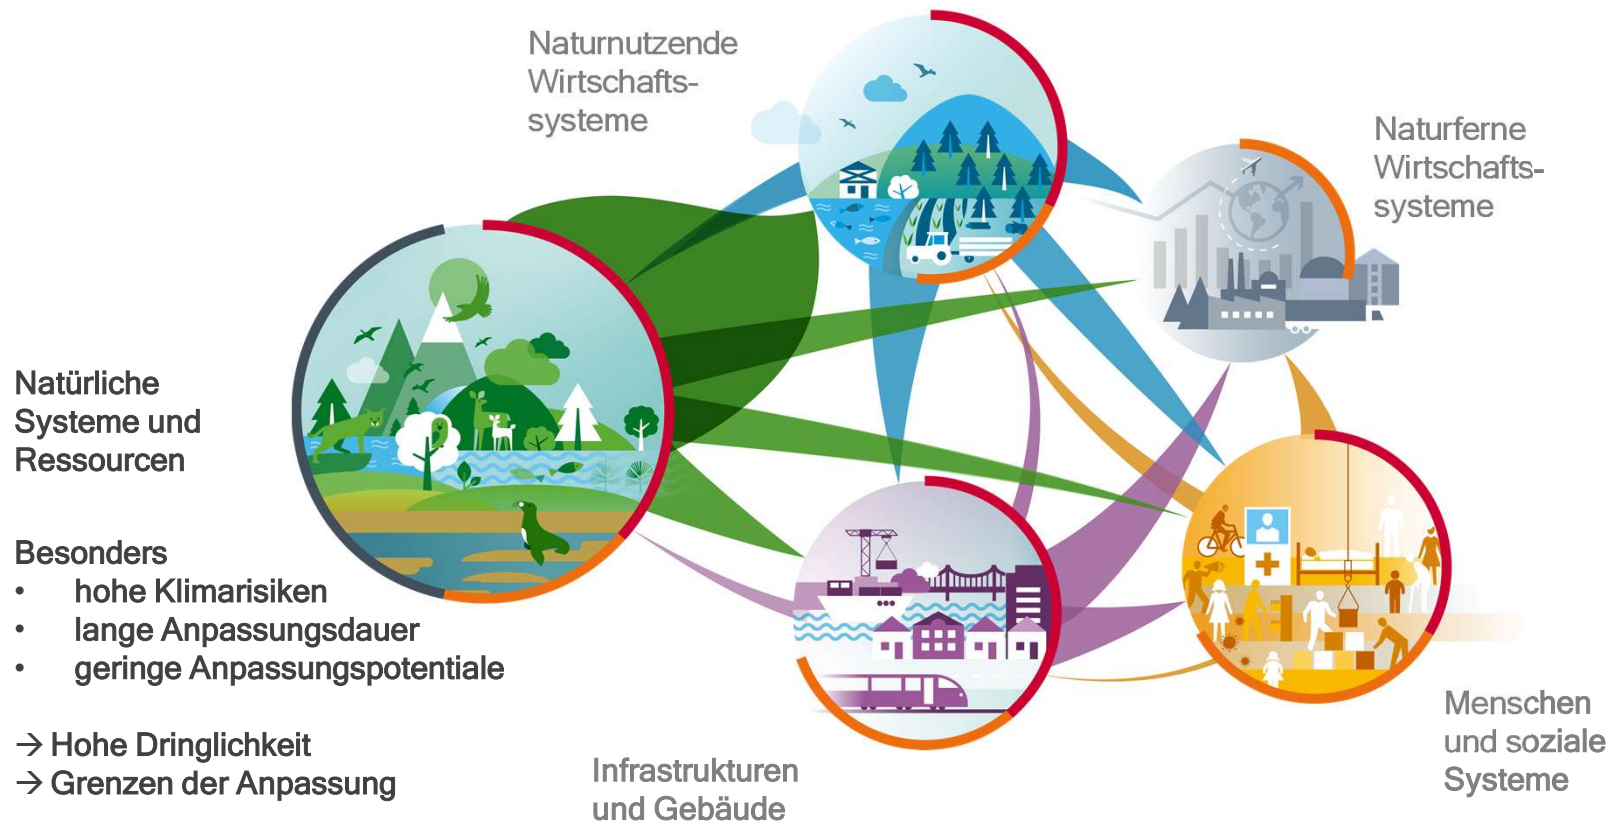 Naturnutzende
Wirtschafts-
systeme
Naturferne
Wirtschafts-
systeme
Natürliche
Systeme und
Ressourcen
Besonders
• hohe Klimarisiken
• lange Anpassungsdauer
• geringe Anpassungspotentiale
→ Hohe Dringlichkeit
→ Grenzen der Anpassung
Infrastrukturen
und Gebäude
Menschen
und soziale
Systeme